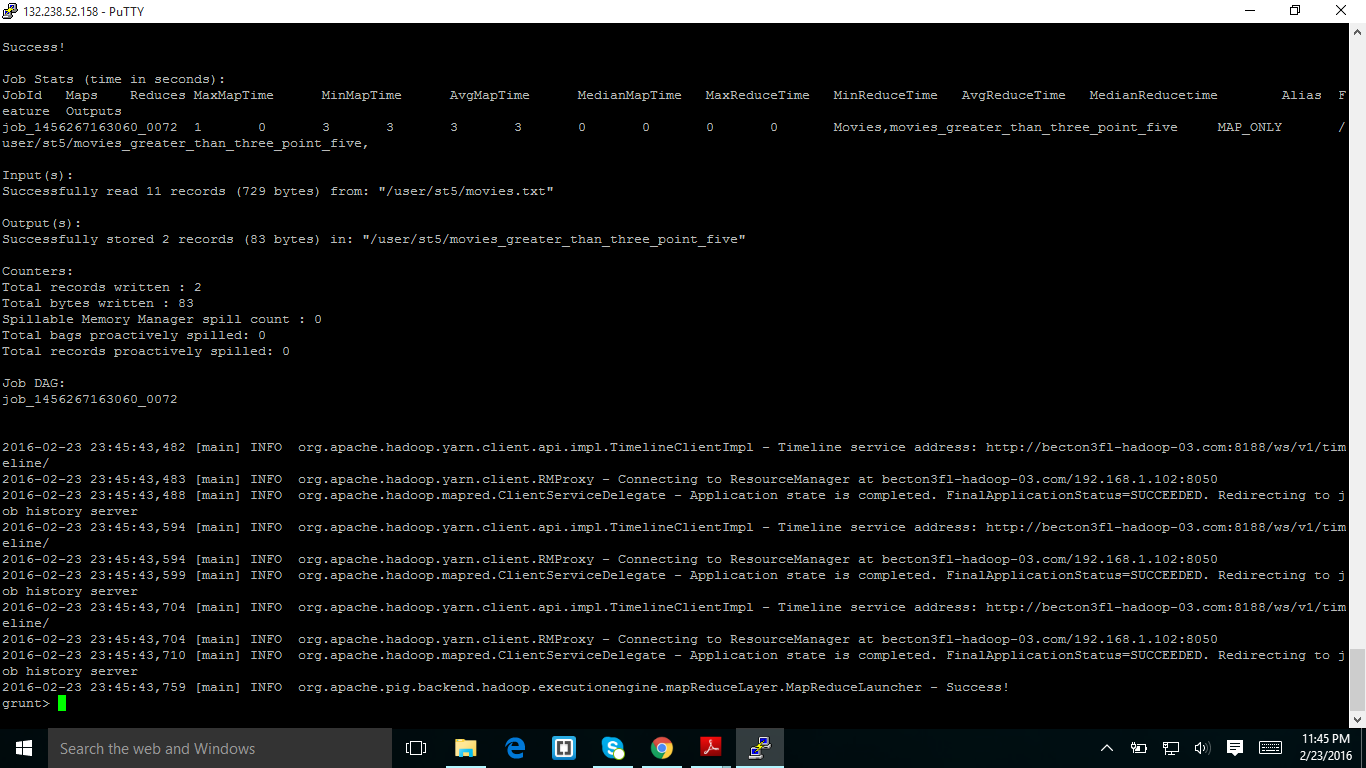 132.238.52.158 - PuTTY
Success!
Job Stats (time in seconds):
JobId   Maps    Reduces MaxMapTime      MinMapTime      AvgMapTime      MedianMapTime   MaxReduceTime   MinReduceTime   AvgReduceTime   MedianReducetime        Alias   F
eature  Outputs
job_1456267163060_0072  1       0       3       3       3       3       0       0       0       0       Movies,movies_greater_than_three_point_five     MAP_ONLY        /
user/st5/movies_greater_than_three_point_five,
Input(s):
Successfully read 11 records (729 bytes) from: "/user/st5/movies.txt"
Output(s):
Successfully stored 2 records (83 bytes) in: "/user/st5/movies_greater_than_three_point_five"
Counters:
Total records written : 2
Total bytes written : 83
Spillable Memory Manager spill count : 0
Total bags proactively spilled: 0
Total records proactively spilled: 0
Job DAG:
job_1456267163060_0072
2016-02-23 23:45:43,482 [main] INFO  org.apache.hadoop.yarn.client.api.impl.TimelineClientImpl - Timeline service address: http://becton3fl-hadoop-03.com:8188/ws/v1/tim
eline/
2016-02-23 23:45:43,483 [main] INFO  org.apache.hadoop.yarn.client.RMProxy - Connecting to ResourceManager at becton3fl-hadoop-03.com/192.168.1.102:8050
2016-02-23 23:45:43,488 [main] INFO  org.apache.hadoop.mapred.ClientServiceDelegate - Application state is completed. FinalApplicationStatus=SUCCEEDED. Redirecting to j
ob history server
2016-02-23 23:45:43,594 [main] INFO  org.apache.hadoop.yarn.client.api.impl.TimelineClientImpl - Timeline service address: http://becton3fl-hadoop-03.com:8188/ws/v1/tim
eline/
2016-02-23 23:45:43,594 [main] INFO  org.apache.hadoop.yarn.client.RMProxy - Connecting to ResourceManager at becton3fl-hadoop-03.com/192.168.1.102:8050
2016-02-23 23:45:43,599 [main] INFO  org.apache.hadoop.mapred.ClientServiceDelegate - Application state is completed. FinalApplicationStatus=SUCCEEDED. Redirecting to j
ob history server
2016-02-23 23:45:43,704 [main] INFO  org.apache.hadoop.yarn.client.api.impl.TimelineClientImpl - Timeline service address: http://becton3fl-hadoop-03.com:8188/ws/v1/tim
eline/
2016-02-23 23:45:43,704 [main] INFO  org.apache.hadoop.yarn.client.RMProxy - Connecting to ResourceManager at becton3fl-hadoop-03.com/192.168.1.102:8050
2016-02-23 23:45:43,710 [main] INFO  org.apache.hadoop.mapred.ClientServiceDelegate - Application state is completed. FinalApplicationStatus=SUCCEEDED. Redirecting to j
ob history server
2016-02-23 23:45:43,759 [main] INFO  org.apache.pig.backend.hadoop.executionengine.mapReduceLayer.MapReduceLauncher - Success!
grunt>
Search the web and Windows
11:45 PM
2/23/2016